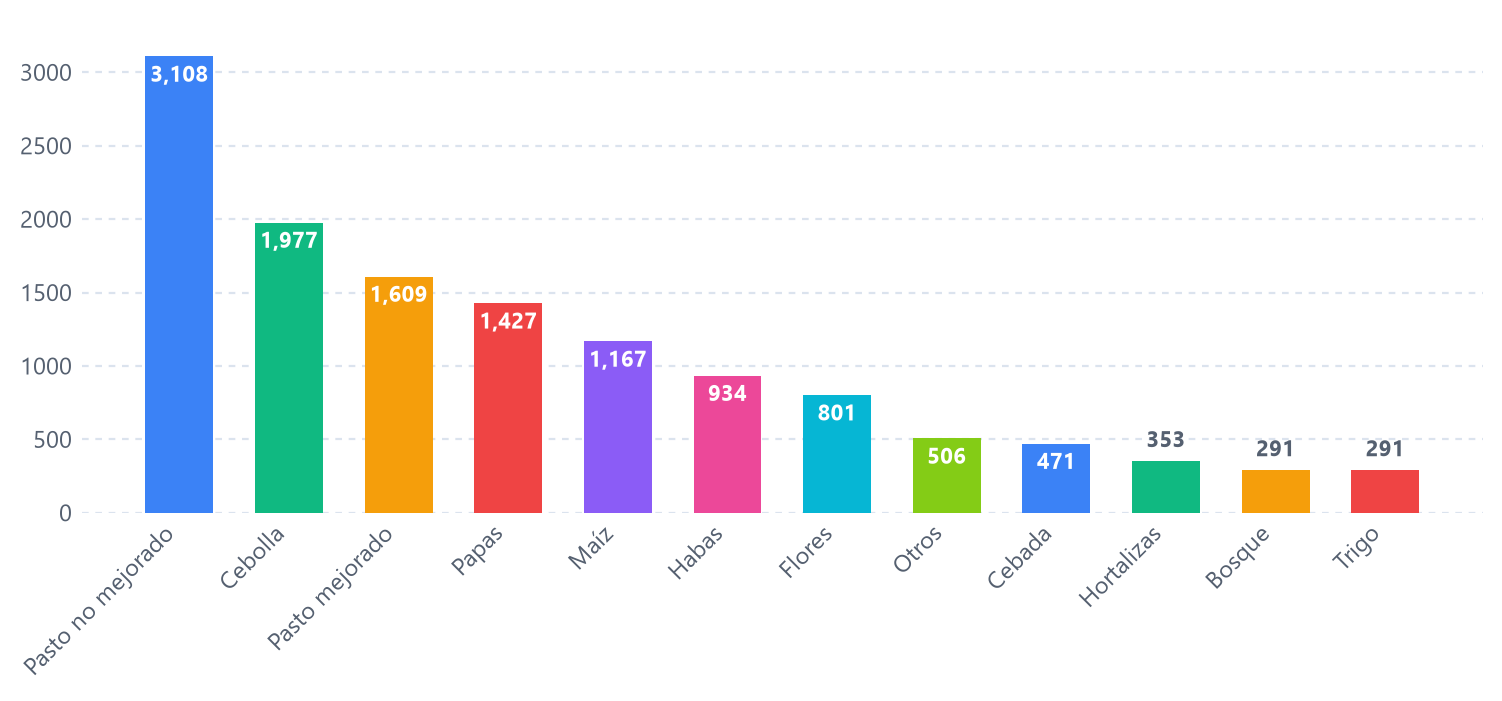 3000
2500
2000
1500
1000
500
0
3,108
1,977
1,609
1,427
1,167
934
801
506
471
353
291
291
Pasto no mejorado
Cebolla
Pasto mejorado
Papas
Maíz
Habas
Flores
Otros
Cebada
Hortalizas
Bosque
Trigo